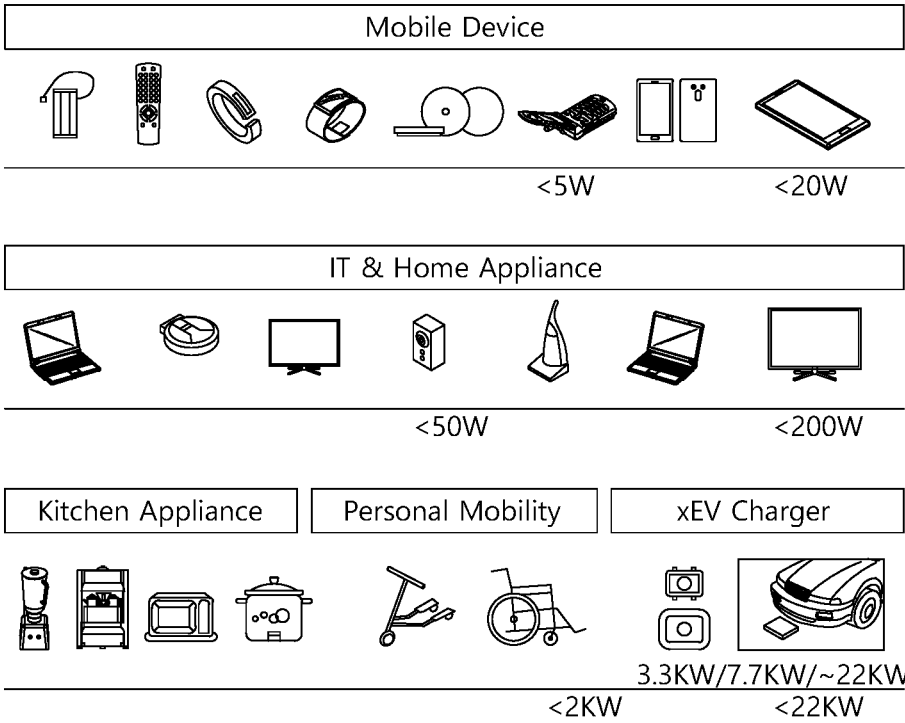 Mobile Device
<5W <20W
IT & Home Appliance
<50W <200W
Kitchen Appliance Personal Mobility xEV Charger
3.3KW/7.7KW/~22KW
<2KW <22KW